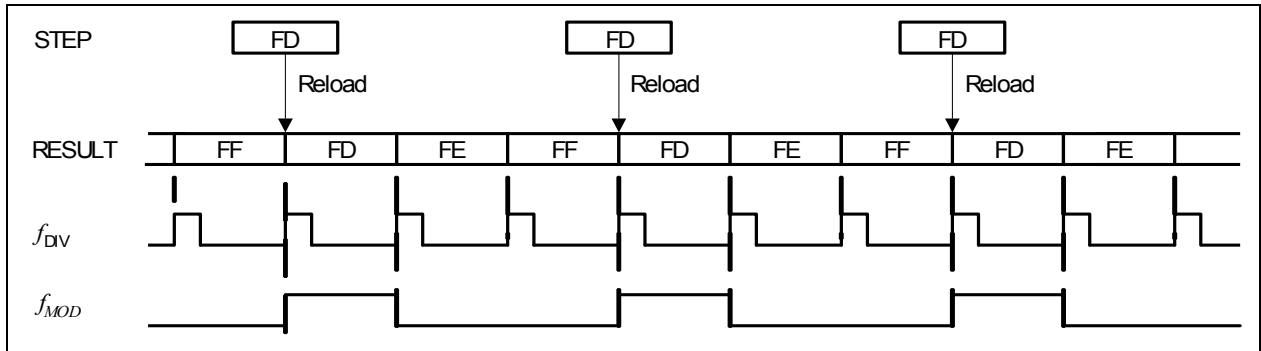 STEP FD FD FD
Reload Reload Reload
RESULT FF FD FE FF FD FE FF FD FE
fDIV
fMOD